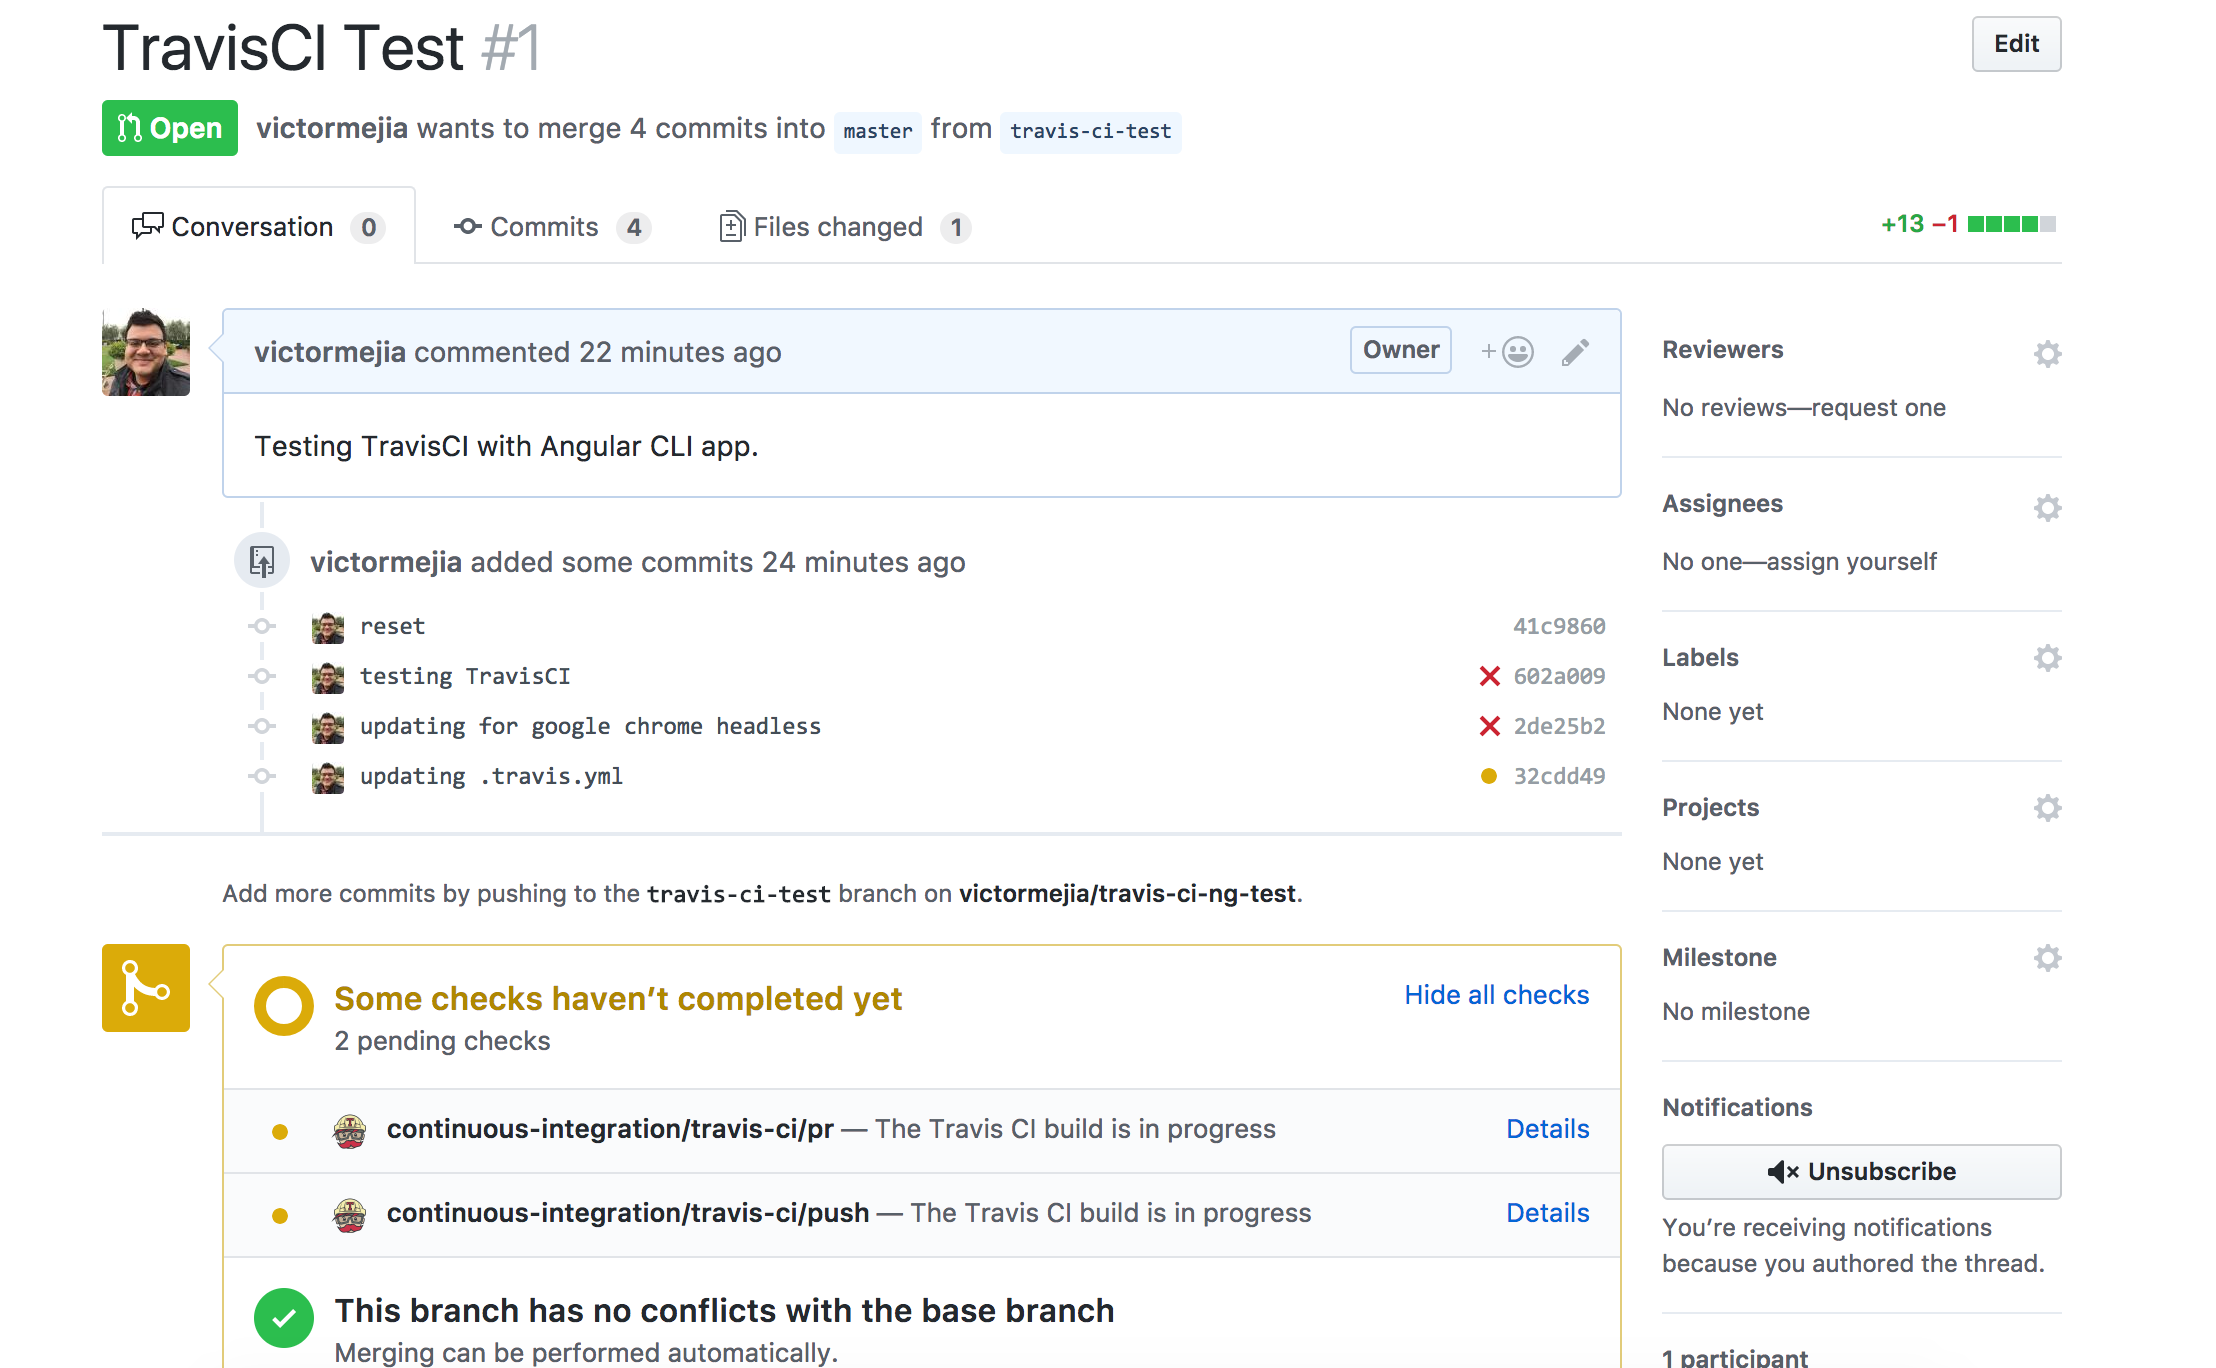 TravisCI Test #1
Edit
Open victormejia wants to merge 4 commits into master from travis-ci-test
Conversation 0 Commits 4 Files changed 1 +13 −1
victormejia commented 22 minutes ago Owner +
Testing TravisCI with Angular CLI app.
victormejia added some commits 24 minutes ago
reset 41c9860
testing TravisCI 602a009
updating for google chrome headless 2de25b2
updating .travis.yml 32cdd49
Add more commits by pushing to the travis-ci-test branch on victormejia/travis-ci-ng-test.
Some checks haven’t completed yet Hide all checks
2 pending checks
continuous-integration/travis-ci/pr — The Travis CI build is in progress Details
continuous-integration/travis-ci/push — The Travis CI build is in progress Details
This branch has no conflicts with the base branch
Merging can be performed automatically.
Reviewers
No reviews—request one
Assignees
No one—assign yourself
Labels
None yet
Projects
None yet
Milestone
No milestone
Notifications
Unsubscribe
You’re receiving notifications
because you authored the thread.
1 participant